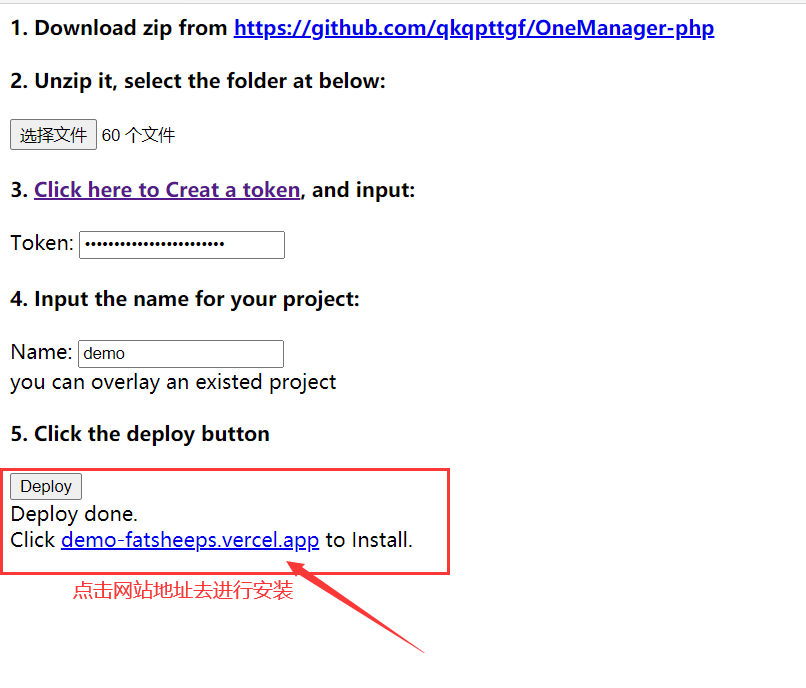 1. Download zip from https://github.com/qkqpttgf/OneManager-php
2. Unzip it, select the folder at below:
选择文件 60 个文件
3. Click here to Creat a token, and input:
Token: ••••••••••••••••••••••••
4. Input the name for your project:
Name: demo
you can overlay an existed project
5. Click the deploy button
Deploy
Deploy done.
Click demo-fatsheeps.vercel.app to Install.
点击网站地址去进行安装